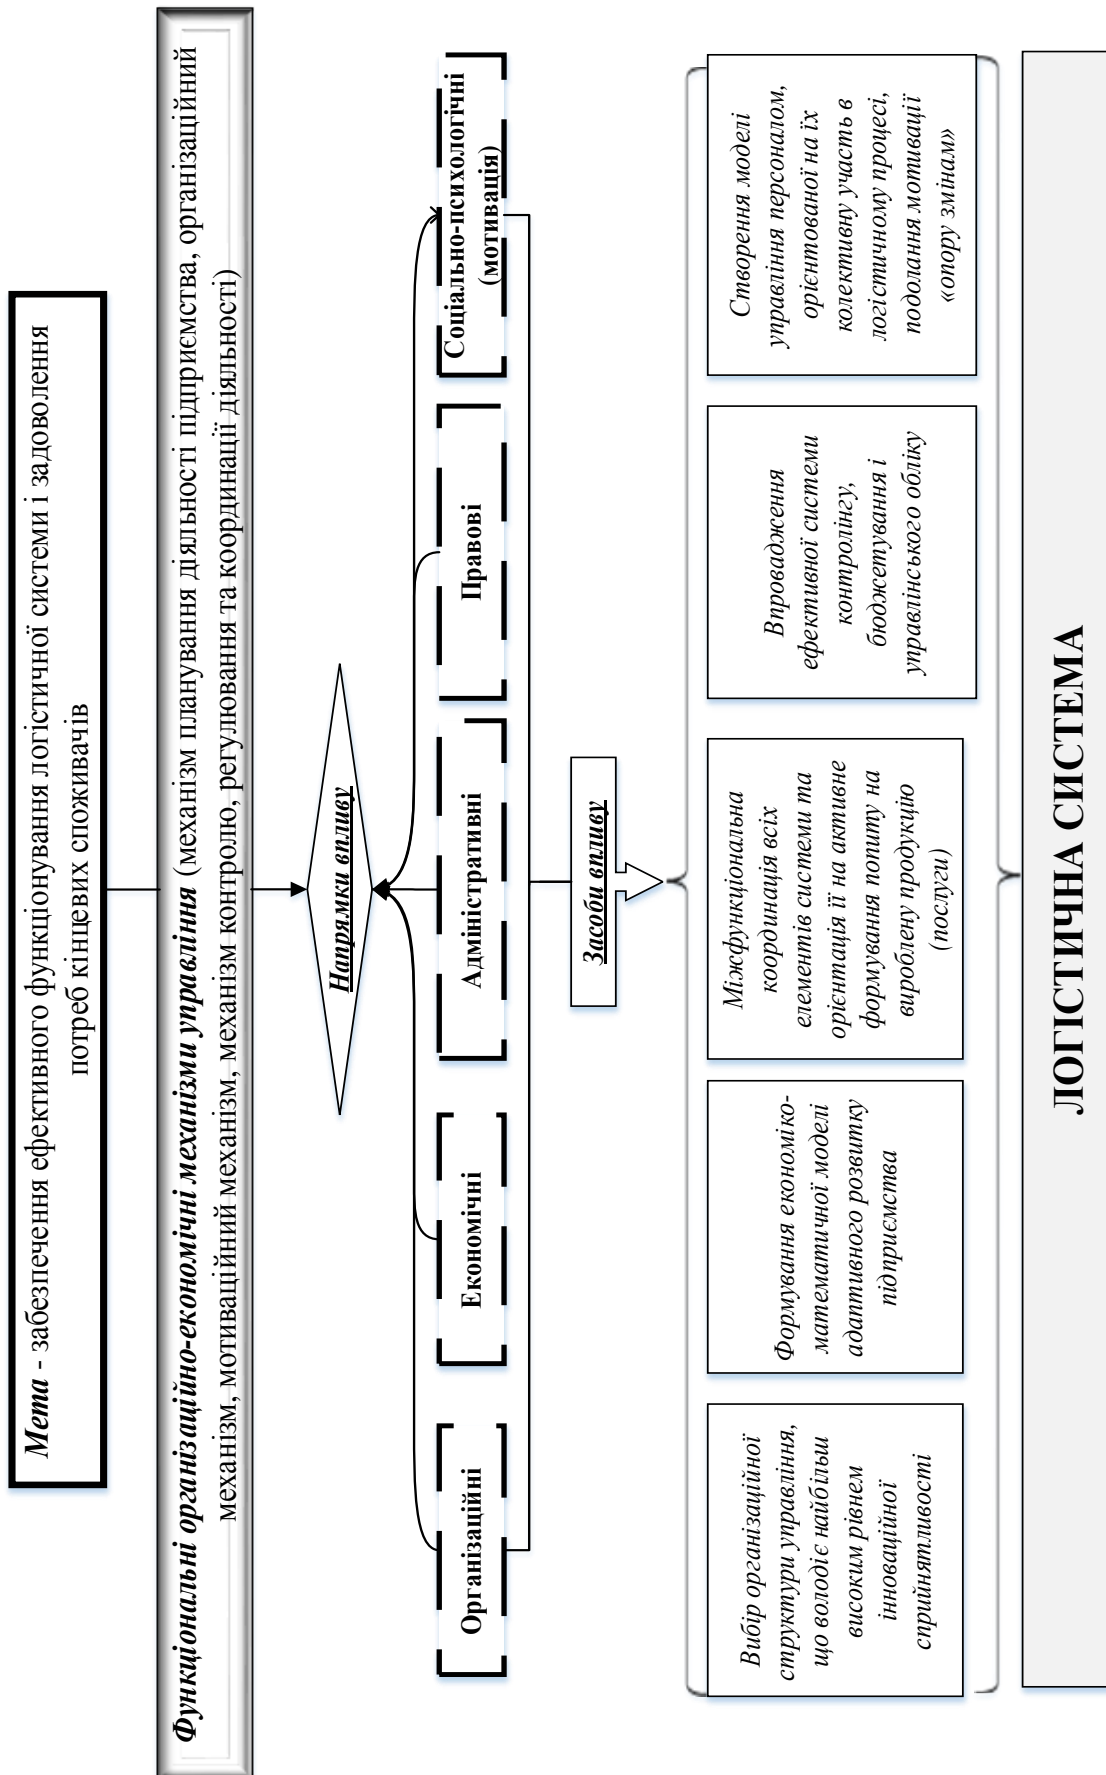 Мета - забезпечення ефективного функціонування логістичної системи і задоволення
потреб кінцевих споживачів
Функціональні організаційно-економічні механізми управління (механізм планування діяльності підприємства, організаційний
механізм, мотиваційний механізм, механізм контролю, регулювання та координації діяльності)
Напрямки впливу
Організаційні
Економічні
Адміністративні
Правові
Соціально-психологічні
(мотивація)
Засоби впливу
Вибір організаційної
структури управління,
що володіє найбільш
високим рівнем
інноваційної
сприйнятливості
Формування економіко-
математичної моделі
адаптивного розвитку
підприємства
Міжфункціональна
координація всіх
елементів системи та
орієнтація її на активне
формування попиту на
вироблену продукцію
(послуги)
Впровадження
ефективної системи
контролінгу,
бюджетування і
управлінського обліку
Створення моделі
управління персоналом,
орієнтованої на їх
колективну участь в
логістичному процесі,
подолання мотивації
«опору змінам»
ЛОГІСТИЧНА СИСТЕМА